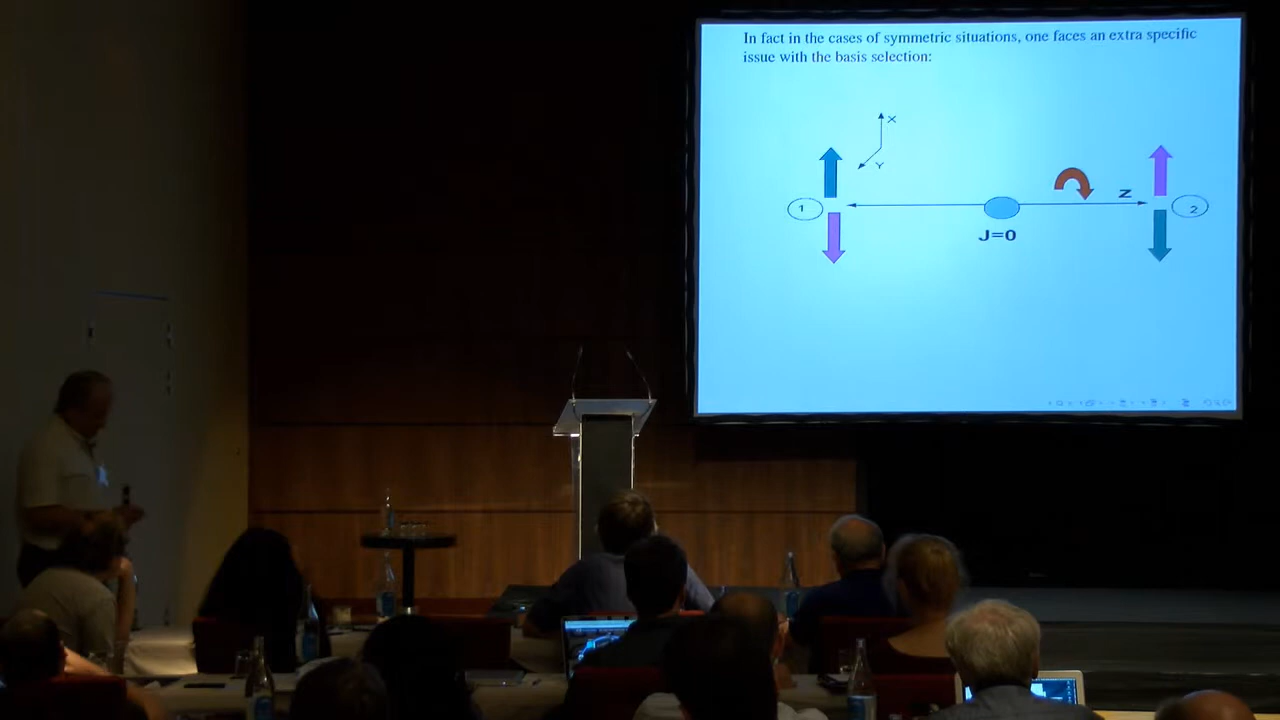 In fact in the cases of symmetric situations, one faces an extra specific
issue with the basis selection:
X
Y
Z
1
2
J=0